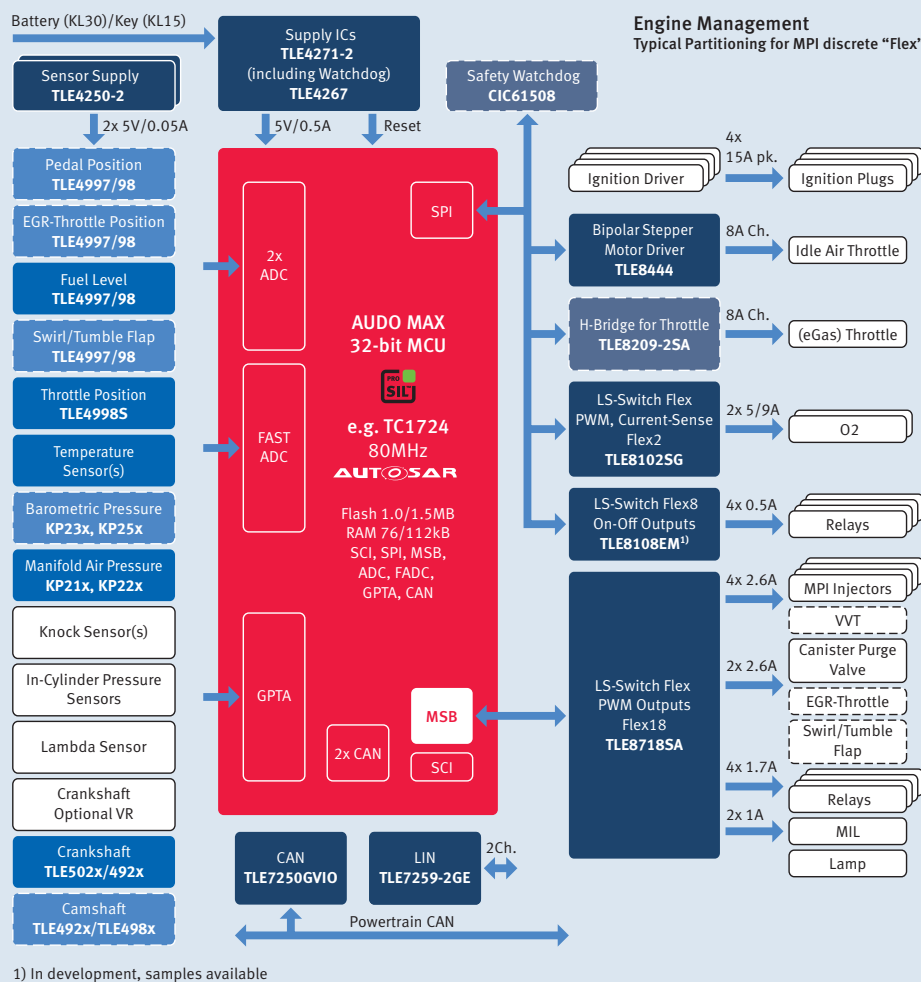 Battery (KL30)/Key (KL15)
Supply ICs
TLE4271-2
(including Watchdog)
TLE4267
Engine Management
Typical Partitioning for MPI discrete “Flex”
Sensor Supply
TLE4250-2
Safety Watchdog
CIC61508
2x 5V/0.05A
5V/0.5A
Reset
Pedal Position
TLE4997/98
EGR-Throttle Position
TLE4997/98
Fuel Level
TLE4997/98
Swirl/Tumble Flap
TLE4997/98
Throttle Position
TLE4998S
Temperature
Sensor(s)
Barometric Pressure
KP23x, KP25x
Manifold Air Pressure
KP21x, KP22x
Knock Sensor(s)
In-Cylinder Pressure
Sensors
Lambda Sensor
Crankshaft
Optional VR
Crankshaft
TLE502x/492x
Camshaft
TLE492x/TLE498x
2x
ADC
SPI
FAST
ADC
GPTA
AUDO MAX
32-bit MCU
PRO
SIL
e.g. TC1724
80MHz
AUTOSAR
Flash 1.0/1.5MB
RAM 76/112kB
SCI, SPI, MSB,
ADC, FADC,
GPTA, CAN
MSB
2x CAN
SCI
CAN
TLE7250GVIO
LIN
TLE7259-2GE
2Ch.
Powertrain CAN
Ignition Driver
4x
15A pk.
Ignition Plugs
Bipolar Stepper
Motor Driver
TLE8444
8A Ch.
Idle Air Throttle
H-Bridge for Throttle
TLE8209-2SA
8A Ch.
(eGas) Throttle
LS-Switch Flex
PWM, Current-Sense
Flex2
TLE8102SG
2x 5/9A
O2
LS-Switch Flex8
On-Off Outputs
TLE8108EM1)
4x 0.5A
Relays
LS-Switch Flex
PWM Outputs
Flex18
TLE8718SA
4x 2.6A
MPI Injectors
VVT
2x 2.6A
Canister Purge
Valve
EGR-Throttle
Swirl/Tumble
Flap
4x 1.7A
Relays
2x 1A
MIL
Lamp
1) In development, samples available